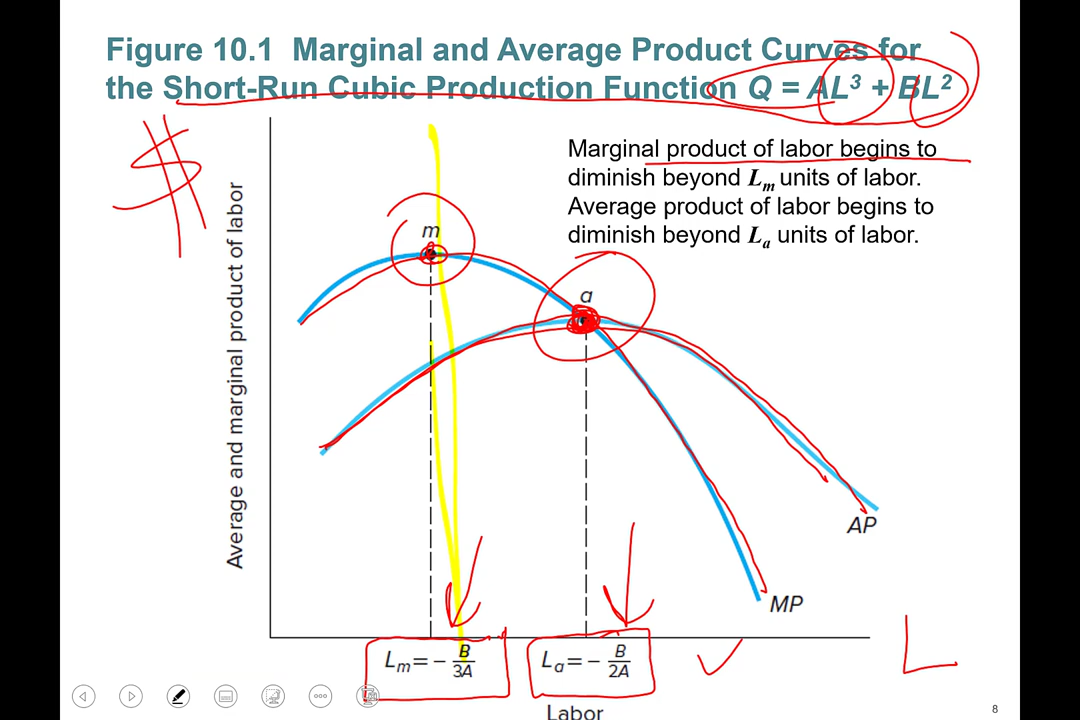 Figure 10.1 Marginal and Average Product Curves for
the Short-Run Cubic Production Function Q = AL³ + BL²
$
Marginal product of labor begins to
diminish beyond Lₘ units of labor.
Average product of labor begins to
diminish beyond Lₐ units of labor.
Average and marginal product of labor
m
a
AP
MP
Lₘ = − B/3A
Lₐ = − B/2A
L
Labor
8